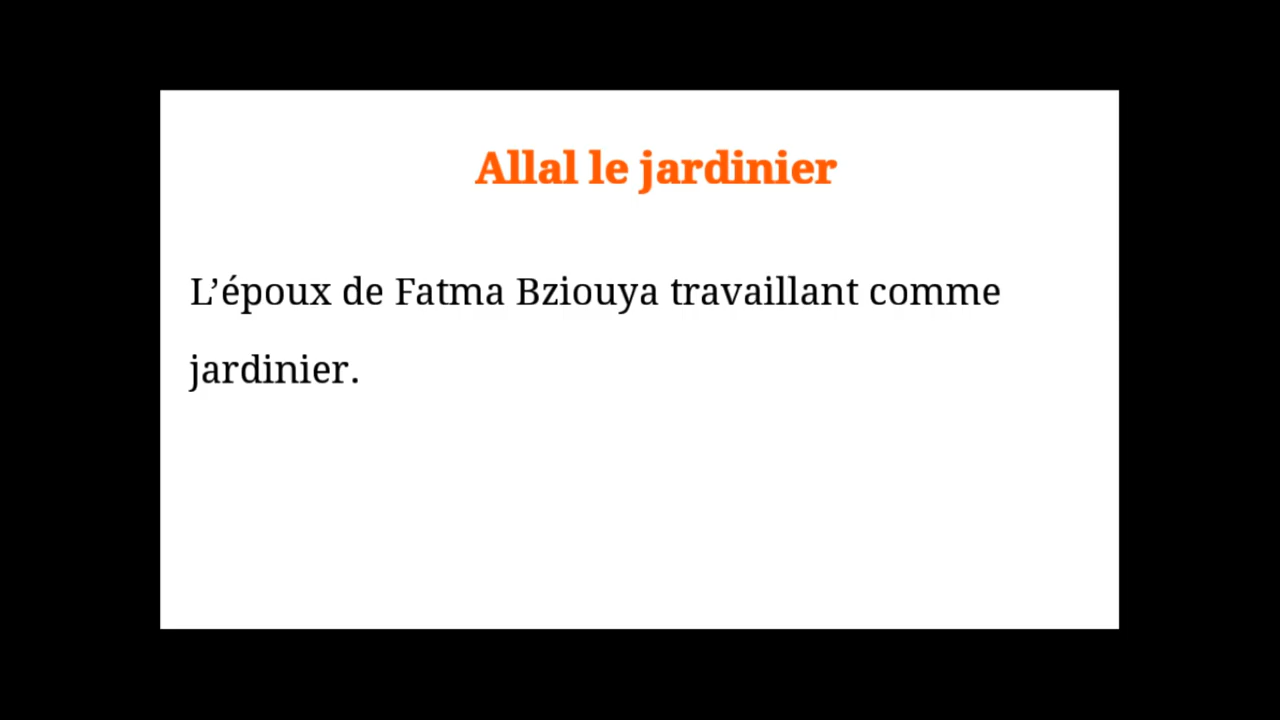 Allal le jardinier
L’époux de Fatma Bziouya travaillant comme
jardinier.